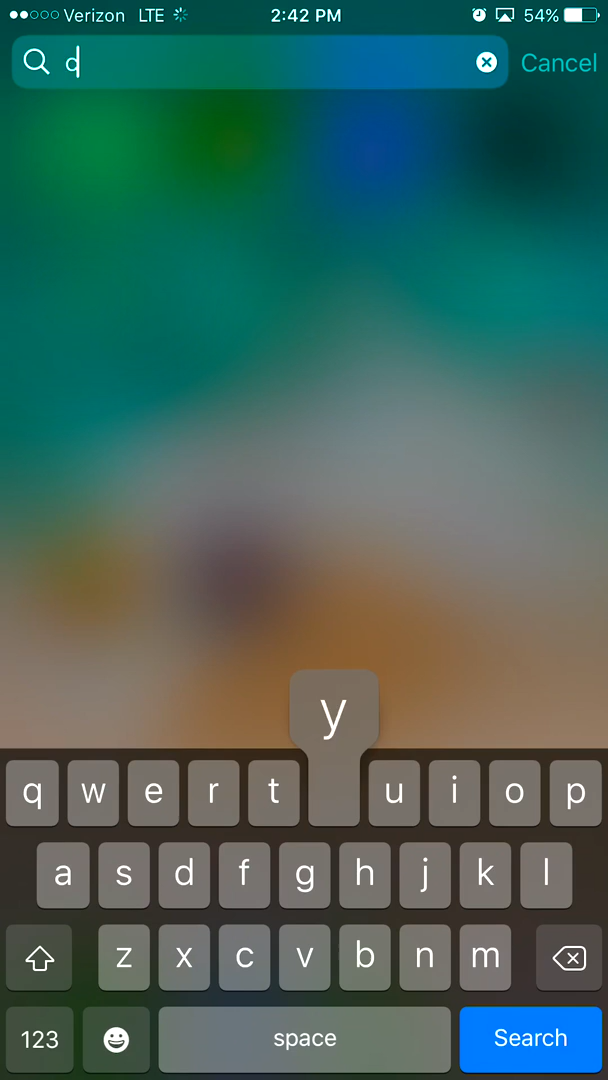 Verizon LTE 2:42 PM 54%
c Cancel
y
q w e r t u i o p
a s d f g h j k l
z x c v b n m
123 space Search